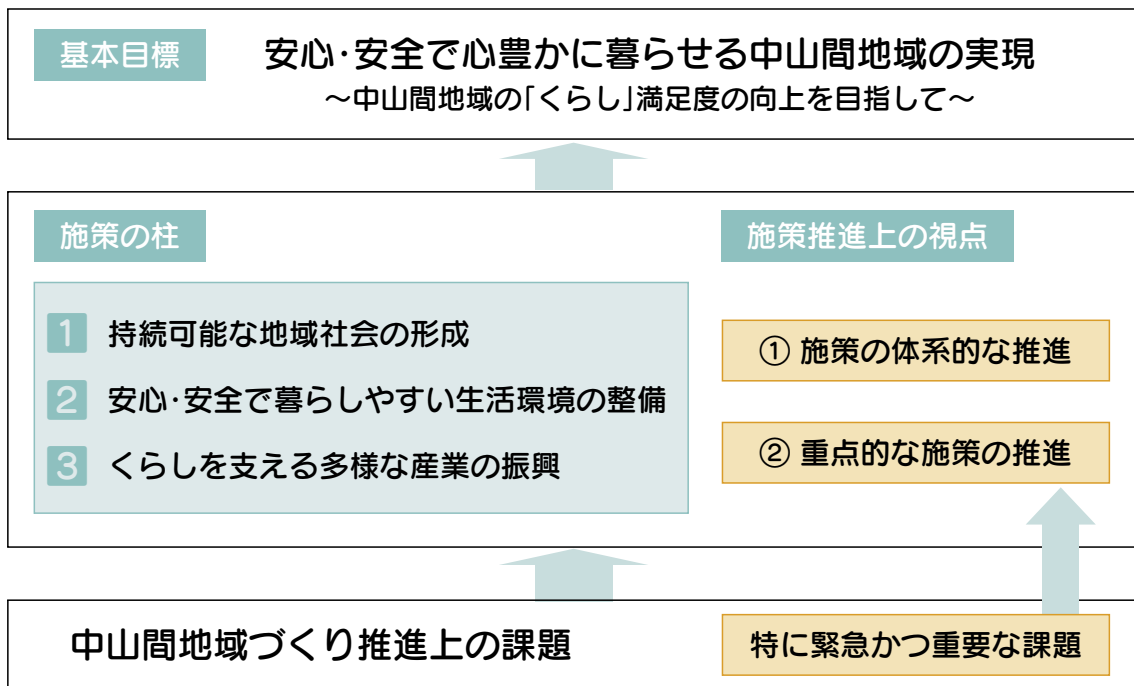 基本目標
安心·安全で心豊かに暮らせる中山間地域の実現
～中山間地域の｢くらし｣満足度の向上を目指して～
施策の柱
1 持続可能な地域社会の形成
2 安心·安全で暮らしやすい生活環境の整備
3 くらしを支える多様な産業の振興
施策推進上の視点
① 施策の体系的な推進
② 重点的な施策の推進
中山間地域づくり推進上の課題
特に緊急かつ重要な課題